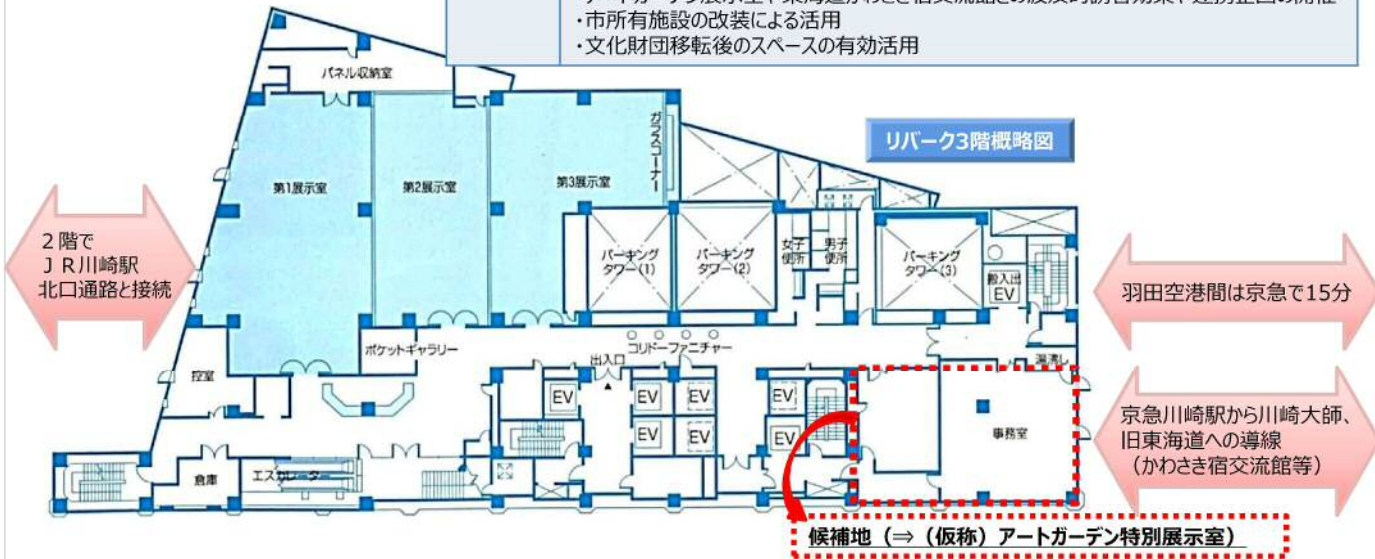 ・市所有施設の改装による活用
・文化財団移転後のスペースの有効活用
リバーク3階概略図
パネル収納室
ガラスコーナー
第1展示室
第2展示室
第3展示室
２階で
ＪＲ川崎駅
北口通路と接続
パーキング
タワー(1)
パーキング
タワー(2)
女子
便所
男子
便所
パーキング
タワー(3)
搬入出
EV
羽田空港間は京急で15分
ポケットギャラリー
コリドーファニチャー
出入口
湯沸し
控室
EV
EV
EV
EV
EV
EV
EV
事務室
京急川崎駅から川崎大師、
旧東海道への導線
（かわさき宿交流館等）
倉庫
エスカレーター
候補地（⇒（仮称）アートガーデン特別展示室）